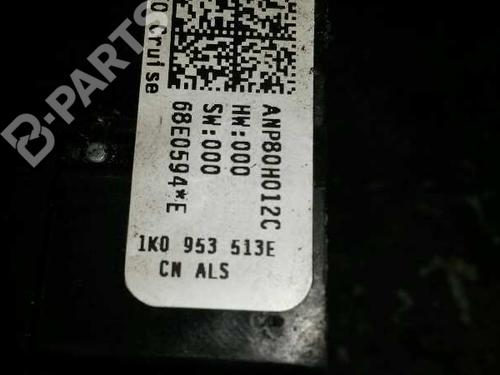 B-PARTS
O Cruise
ANP80H012C
HW:000
SW:000
68E0594*E
1K0 953 513E
CN ALS